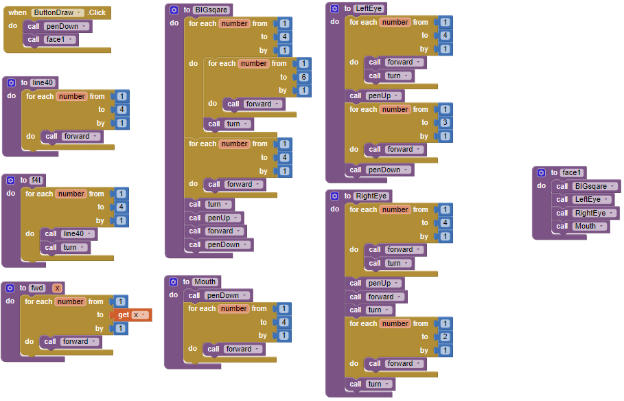 when ButtonDraw .Click
do call penDown
call face1
to line40
do for each number from 1
to 4
by 1
do call forward
to f4t
do for each number from 1
to 4
by 1
do call line40
call turn
to fwd x
do for each number from 1
to get x
by 1
do call forward
to BIGsqare
do for each number from 1
to 4
by 1
do for each number from 1
to 6
by 1
do call forward
call turn
for each number from 1
to 4
by 1
do call forward
call turn
call penUp
call forward
call penDown
to Mouth
do call penDown
for each number from 1
to 4
by 1
do call forward
to LeftEye
do for each number from 1
to 4
by 1
do call forward
call turn
call penUp
for each number from 1
to 3
by 1
do call forward
call penDown
to RightEye
do for each number from 1
to 4
by 1
do call forward
call turn
call penUp
call forward
call turn
for each number from 1
to 2
by 1
do call forward
call turn
to face1
do call BIGsqare
call LeftEye
call RightEye
call Mouth